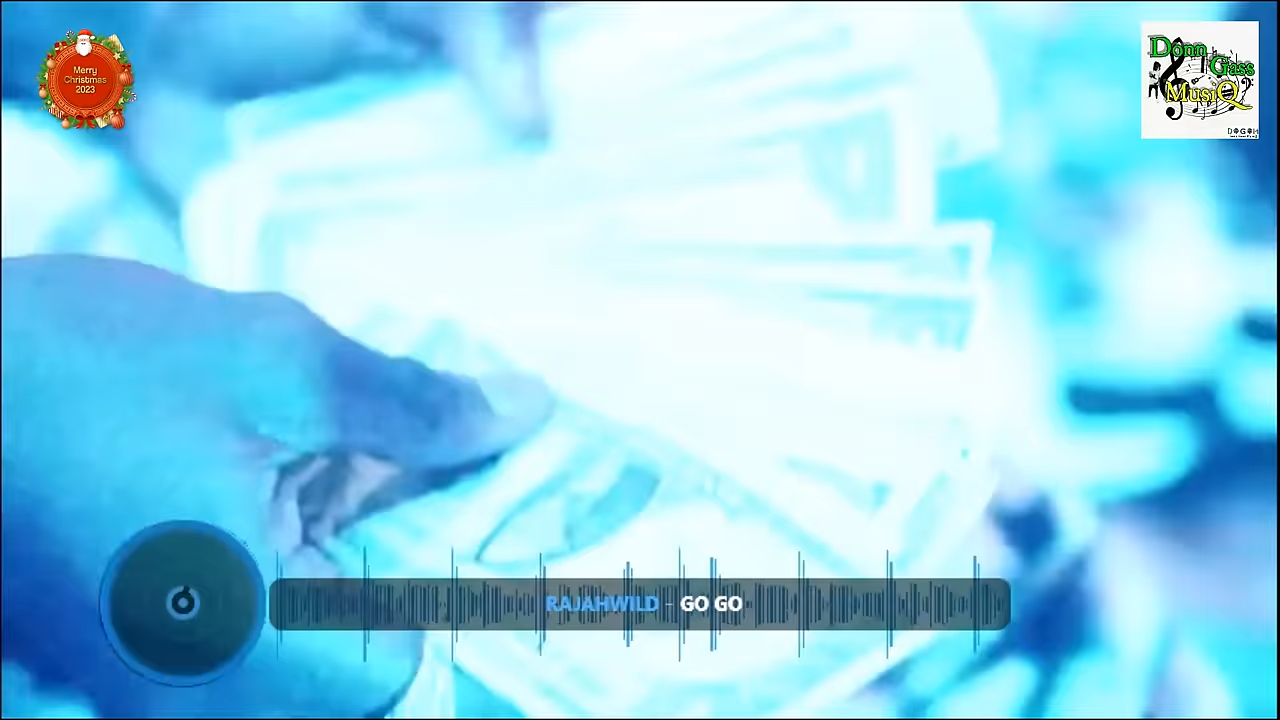 Merry
Christmas
2023
Donn
Gass
MusiQ
RAJAHWILD - GO GO